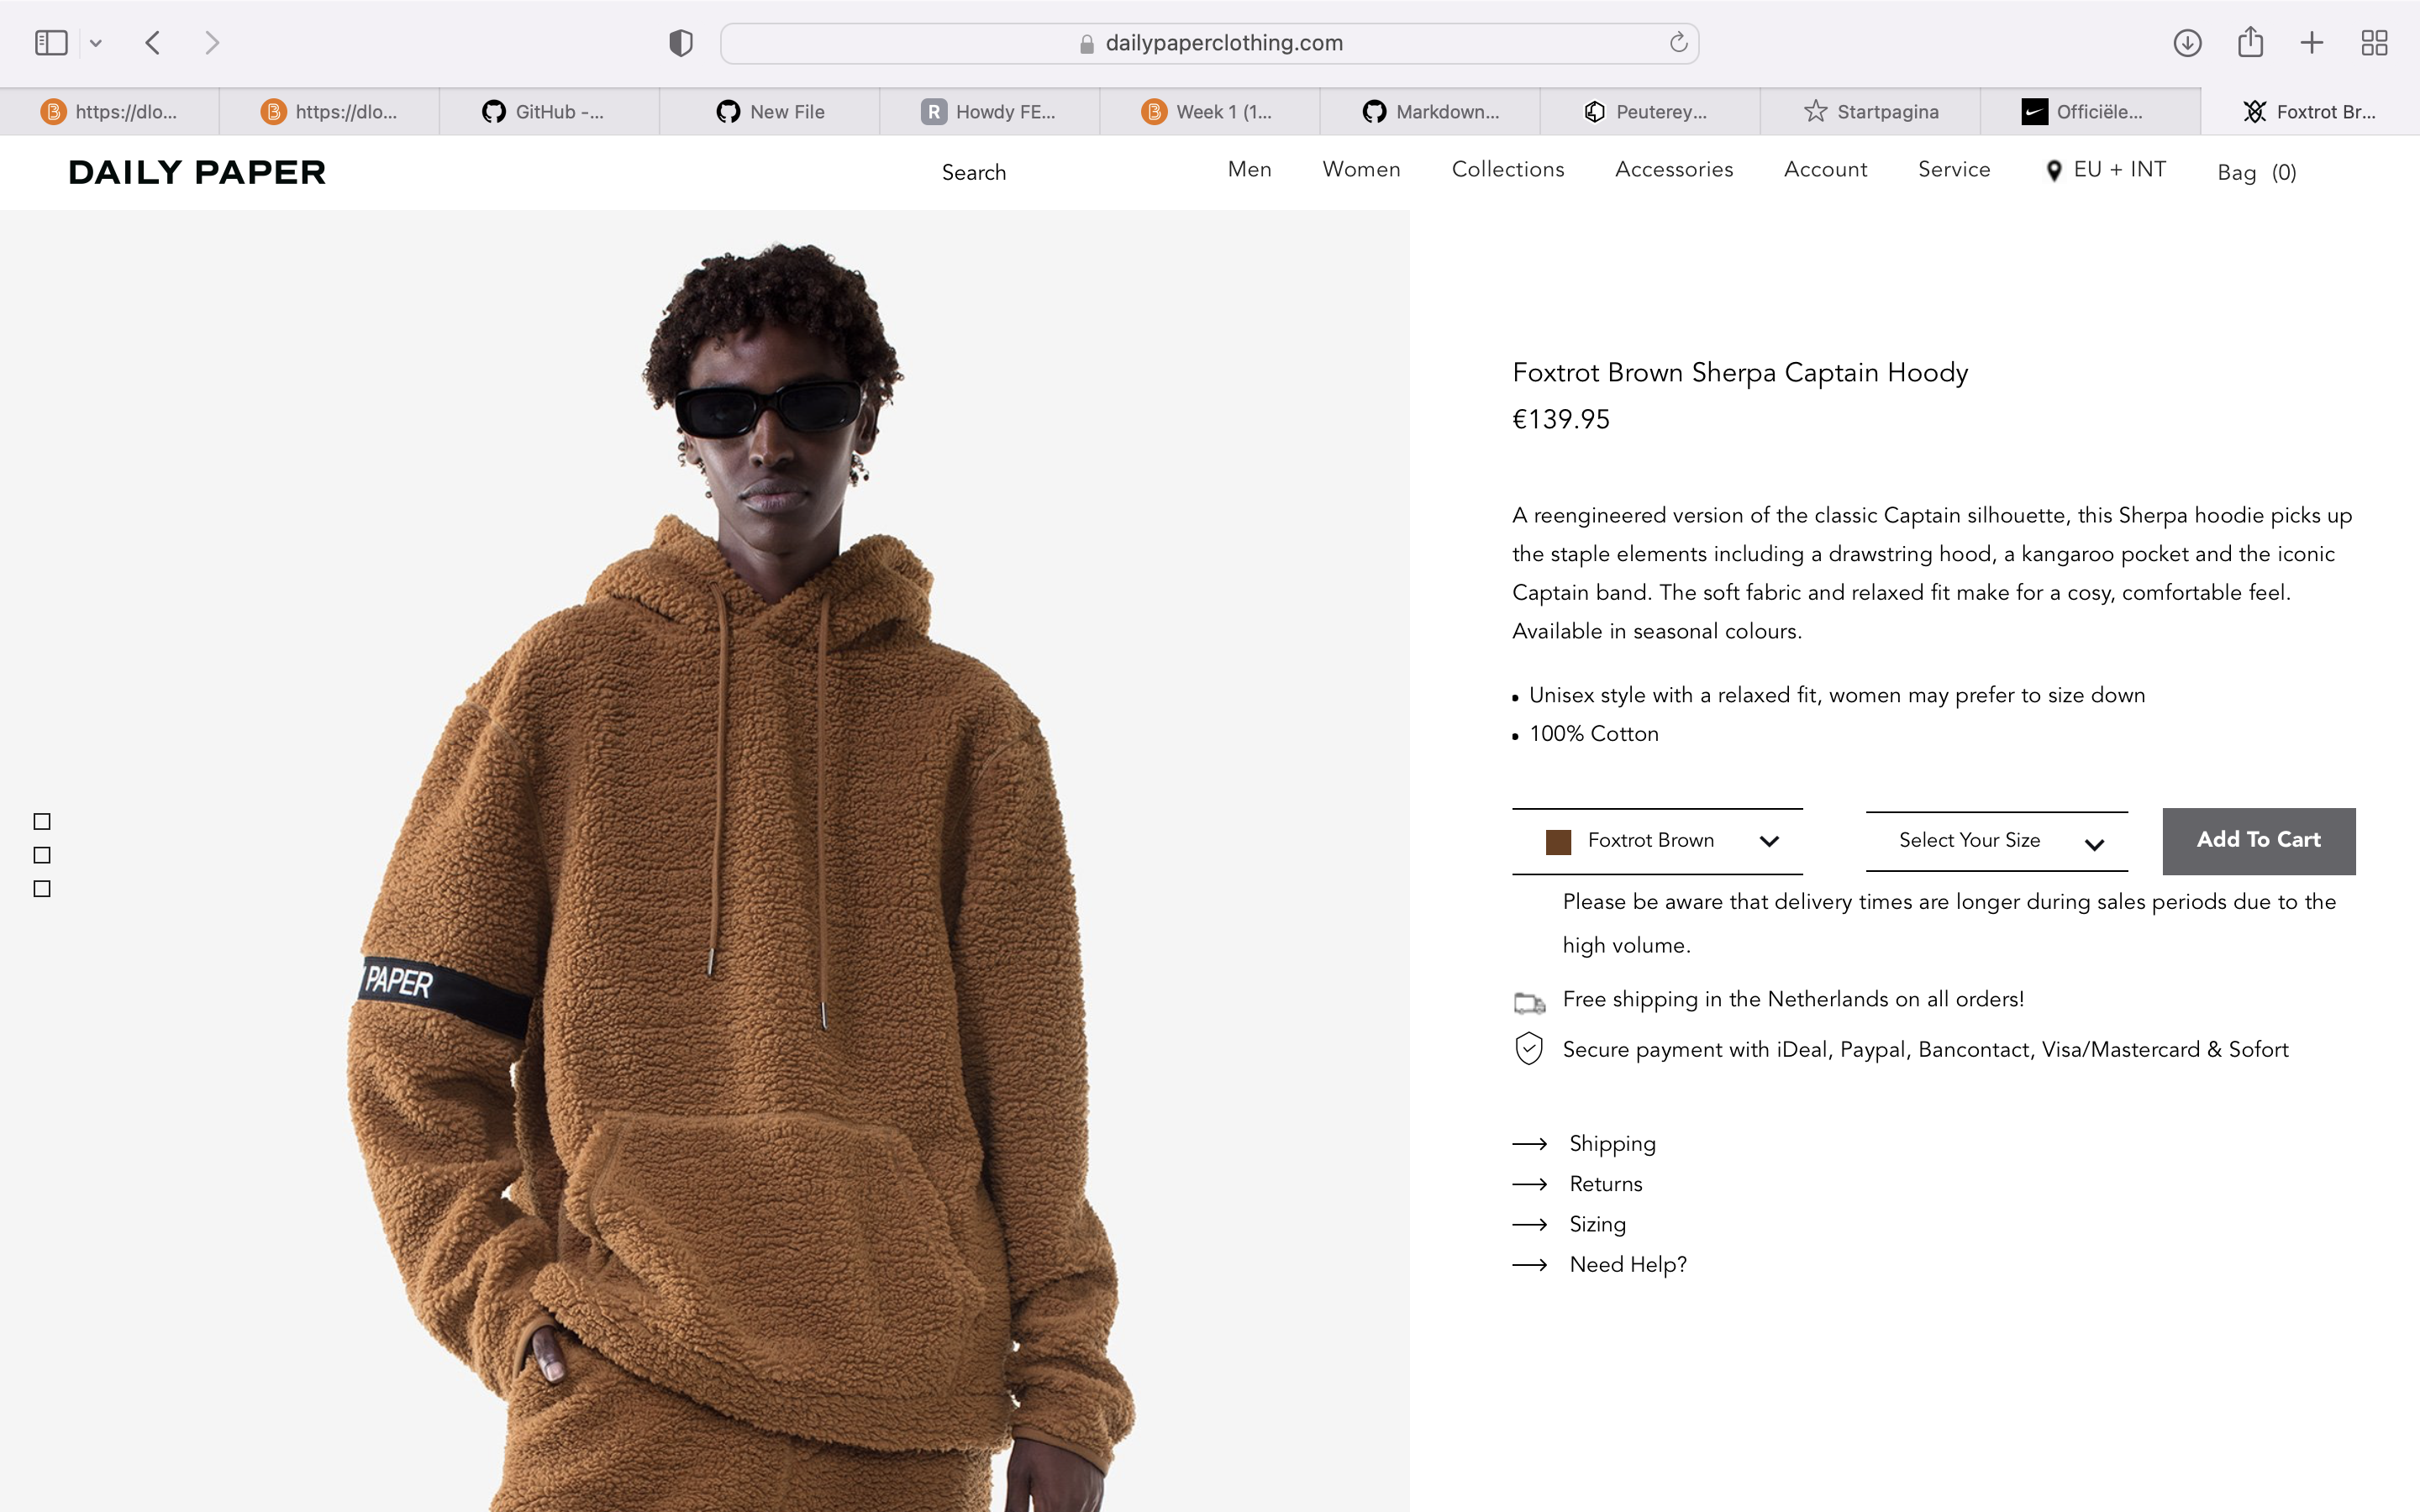 dailypaperclothing.com
https://dlo...
https://dlo...
GitHub -...
New File
R Howdy FE...
Week 1 (1...
Markdown...
Peuterey...
Startpagina
Officiële...
Foxtrot Br...
DAILY PAPER
Search
Men
Women
Collections
Accessories
Account
Service
EU + INT
Bag (0)
PAPER
Foxtrot Brown Sherpa Captain Hoody
€139.95
A reengineered version of the classic Captain silhouette, this Sherpa hoodie picks up
the staple elements including a drawstring hood, a kangaroo pocket and the iconic
Captain band. The soft fabric and relaxed fit make for a cosy, comfortable feel.
Available in seasonal colours.
• Unisex style with a relaxed fit, women may prefer to size down
• 100% Cotton
Foxtrot Brown
Select Your Size
Add To Cart
Please be aware that delivery times are longer during sales periods due to the
high volume.
Free shipping in the Netherlands on all orders!
Secure payment with iDeal, Paypal, Bancontact, Visa/Mastercard & Sofort
Shipping
Returns
Sizing
Need Help?